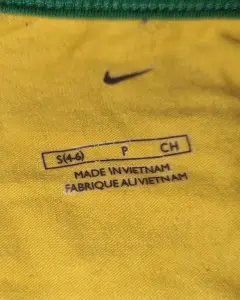 S(4-6) P CH
MADE IN VIETNAM
FABRIQUE AU VIETNAM